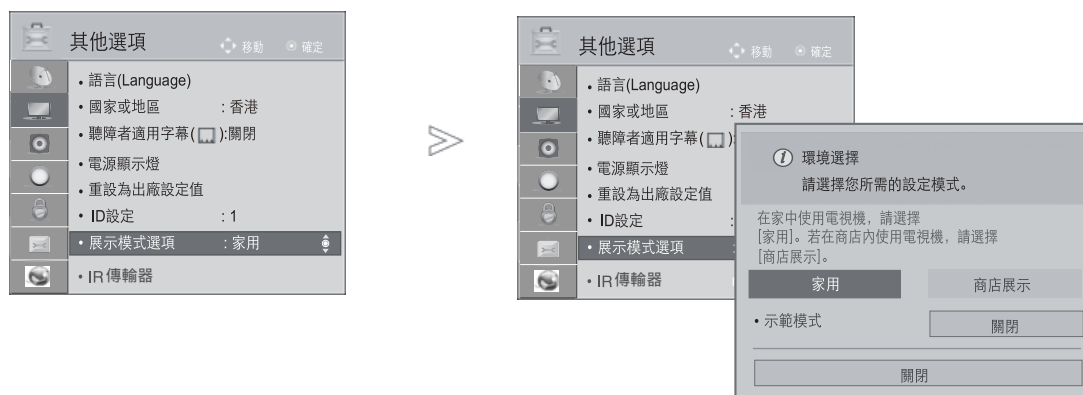 其他選項 移動 確定
• 語言(Language)
• 國家或地區 : 香港
• 聽障者適用字幕( ):關閉
• 電源顯示燈
• 重設為出廠設定值
• ID設定 : 1
• 展示模式選項 : 家用
• IR傳輸器
其他選項 移動 確定
• 語言(Language)
• 國家或地區 : 香港
• 聽障者適用字幕( ):
• 電源顯示燈
• 重設為出廠設定值
• ID設定 :
• 展示模式選項 :
• IR傳輸器
環境選擇
請選擇您所需的設定模式。
在家中使用電視機, 請選擇
[家用]。若在商店內使用電視機, 請選擇
[商店展示]。
家用 商店展示
• 示範模式 關閉
關閉